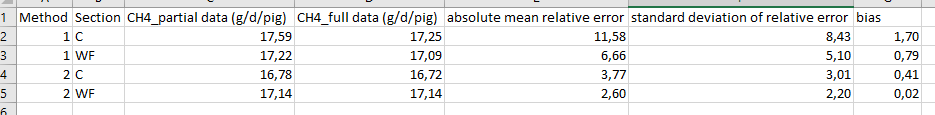 1 Method Section CH4_partial data (g/d/pig) CH4_full data (g/d/pig) absolute mean relative error standard deviation of relative error bias
2 1 C 17,59 17,25 11,58 8,43 1,70
3 1 WF 17,22 17,09 6,66 5,10 0,79
4 2 C 16,78 16,72 3,77 3,01 0,41
5 2 WF 17,14 17,14 2,60 2,20 0,02